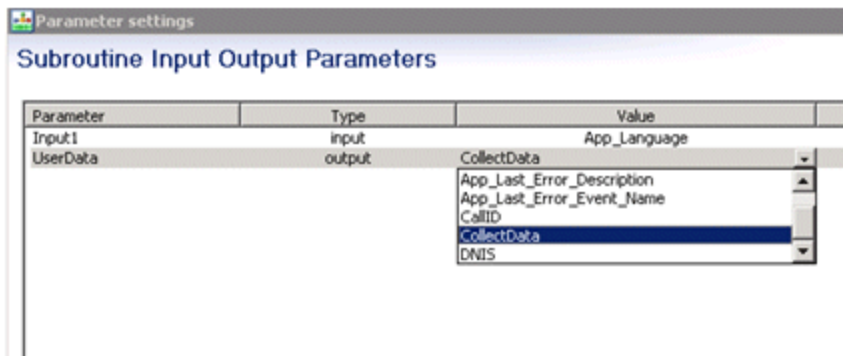 Parameter settings
Subroutine Input Output Parameters
Parameter Type Value
Input1 input App_Language
UserData output CollectData
App_Last_Error_Description
App_Last_Error_Event_Name
CallID
CollectData
DNIS